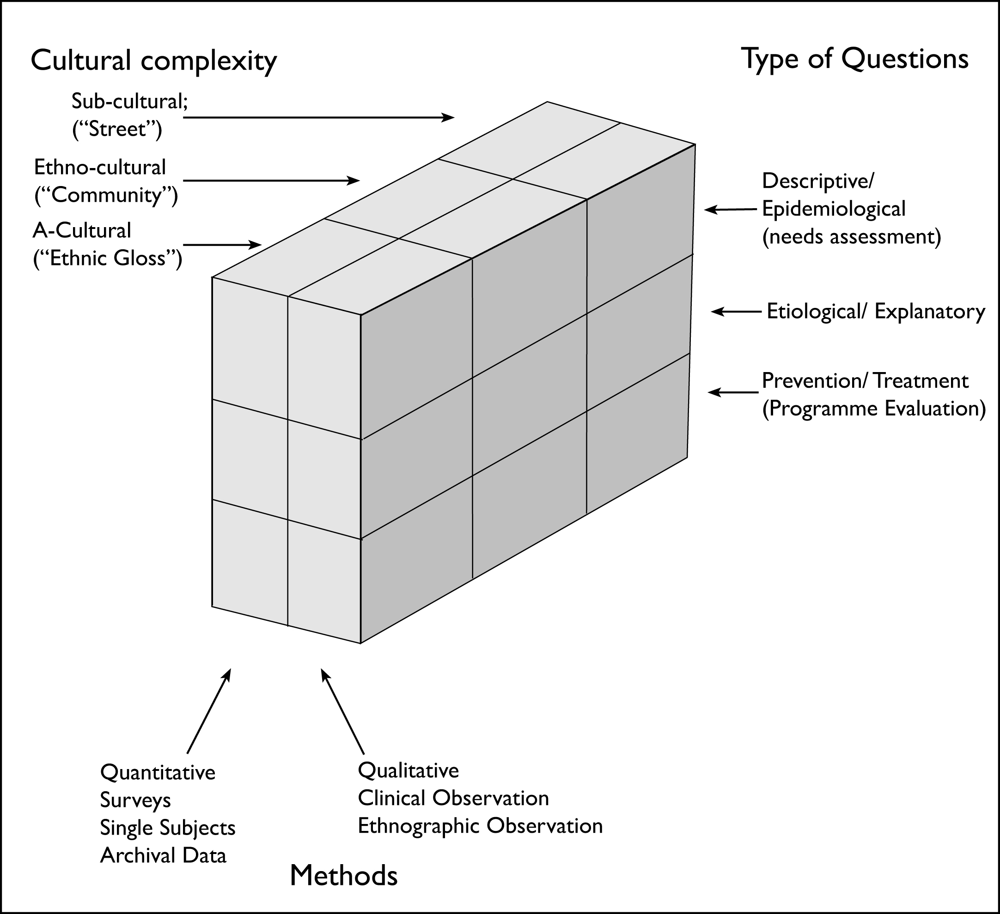 Cultural complexity
Sub-cultural;
(“Street”)
Ethno-cultural
(“Community”)
A-Cultural
(“Ethnic Gloss”)
Type of Questions
Descriptive/
Epidemiological
(needs assessment)
Etiological/ Explanatory
Prevention/ Treatment
(Programme Evaluation)
Quantitative
Surveys
Single Subjects
Archival Data
Qualitative
Clinical Observation
Ethnographic Observation
Methods